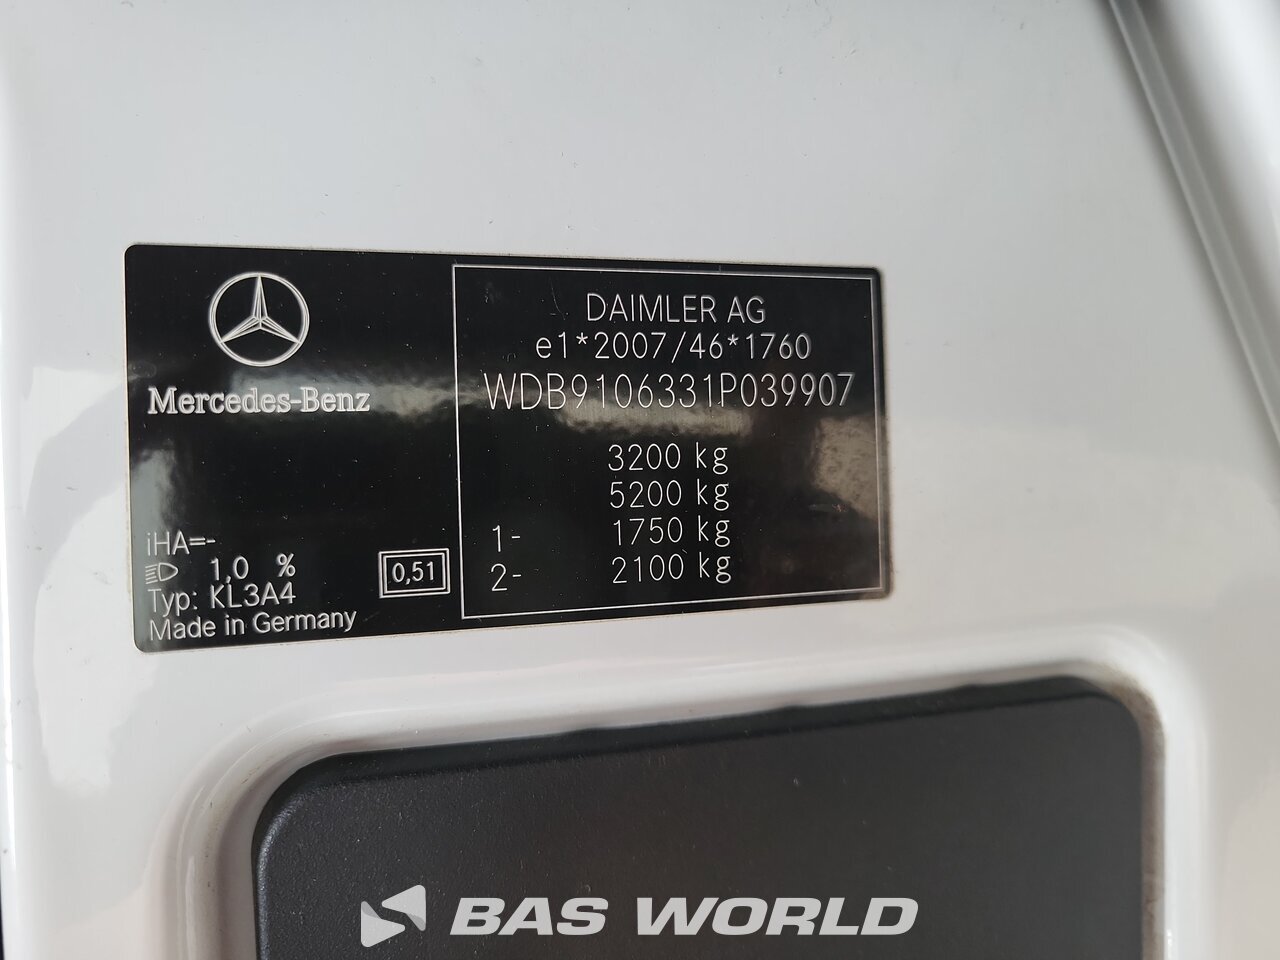 Mercedes-Benz
iHA=-
1,0 %
Typ: KL3A4
Made in Germany
0,51
DAIMLER AG
e1*2007/46*1760
WDB9106331P039907
3200 kg
5200 kg
1- 1750 kg
2- 2100 kg
BAS WORLD